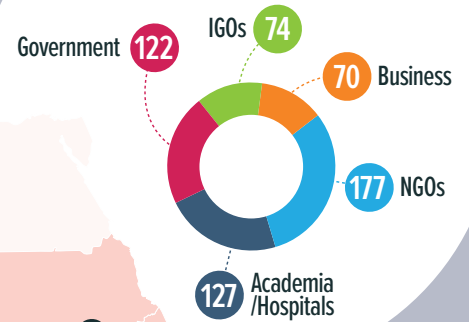 IGOs 74
Government 122
70 Business
177 NGOs
127 Academia
/Hospitals